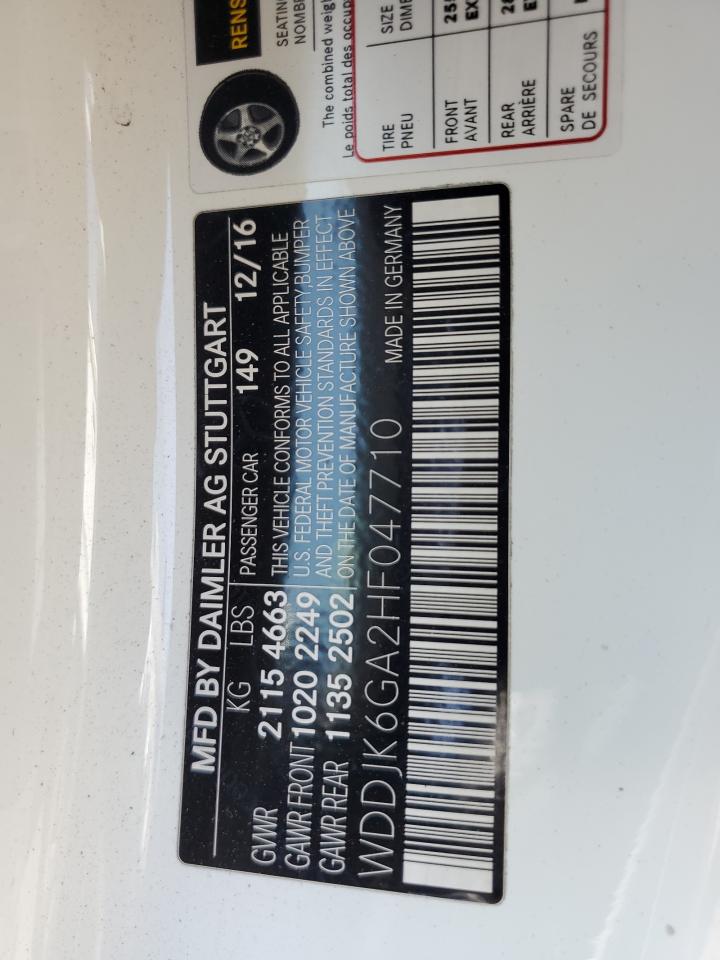 MFD BY DAIMLER AG STUTTGART
KG LBS PASSENGER CAR 149 12/16
GVWR 2115 4663 THIS VEHICLE CONFORMS TO ALL APPLICABLE
GAWR FRONT 1020 2249 U.S. FEDERAL MOTOR VEHICLE SAFETY,BUMPER
GAWR REAR 1135 2502 AND THEFT PREVENTION STANDARDS IN EFFECT
ON THE DATE OF MANUFACTURE SHOWN ABOVE
WDDJK6GA2HF047710 MADE IN GERMANY
RENS
SEATIN
NOMBR
The combined weigh
Le poids total des occup
TIRE SIZE
PNEU DIME
FRONT
AVANT
REAR
ARRIÈRE
SPARE
DE SECOURS